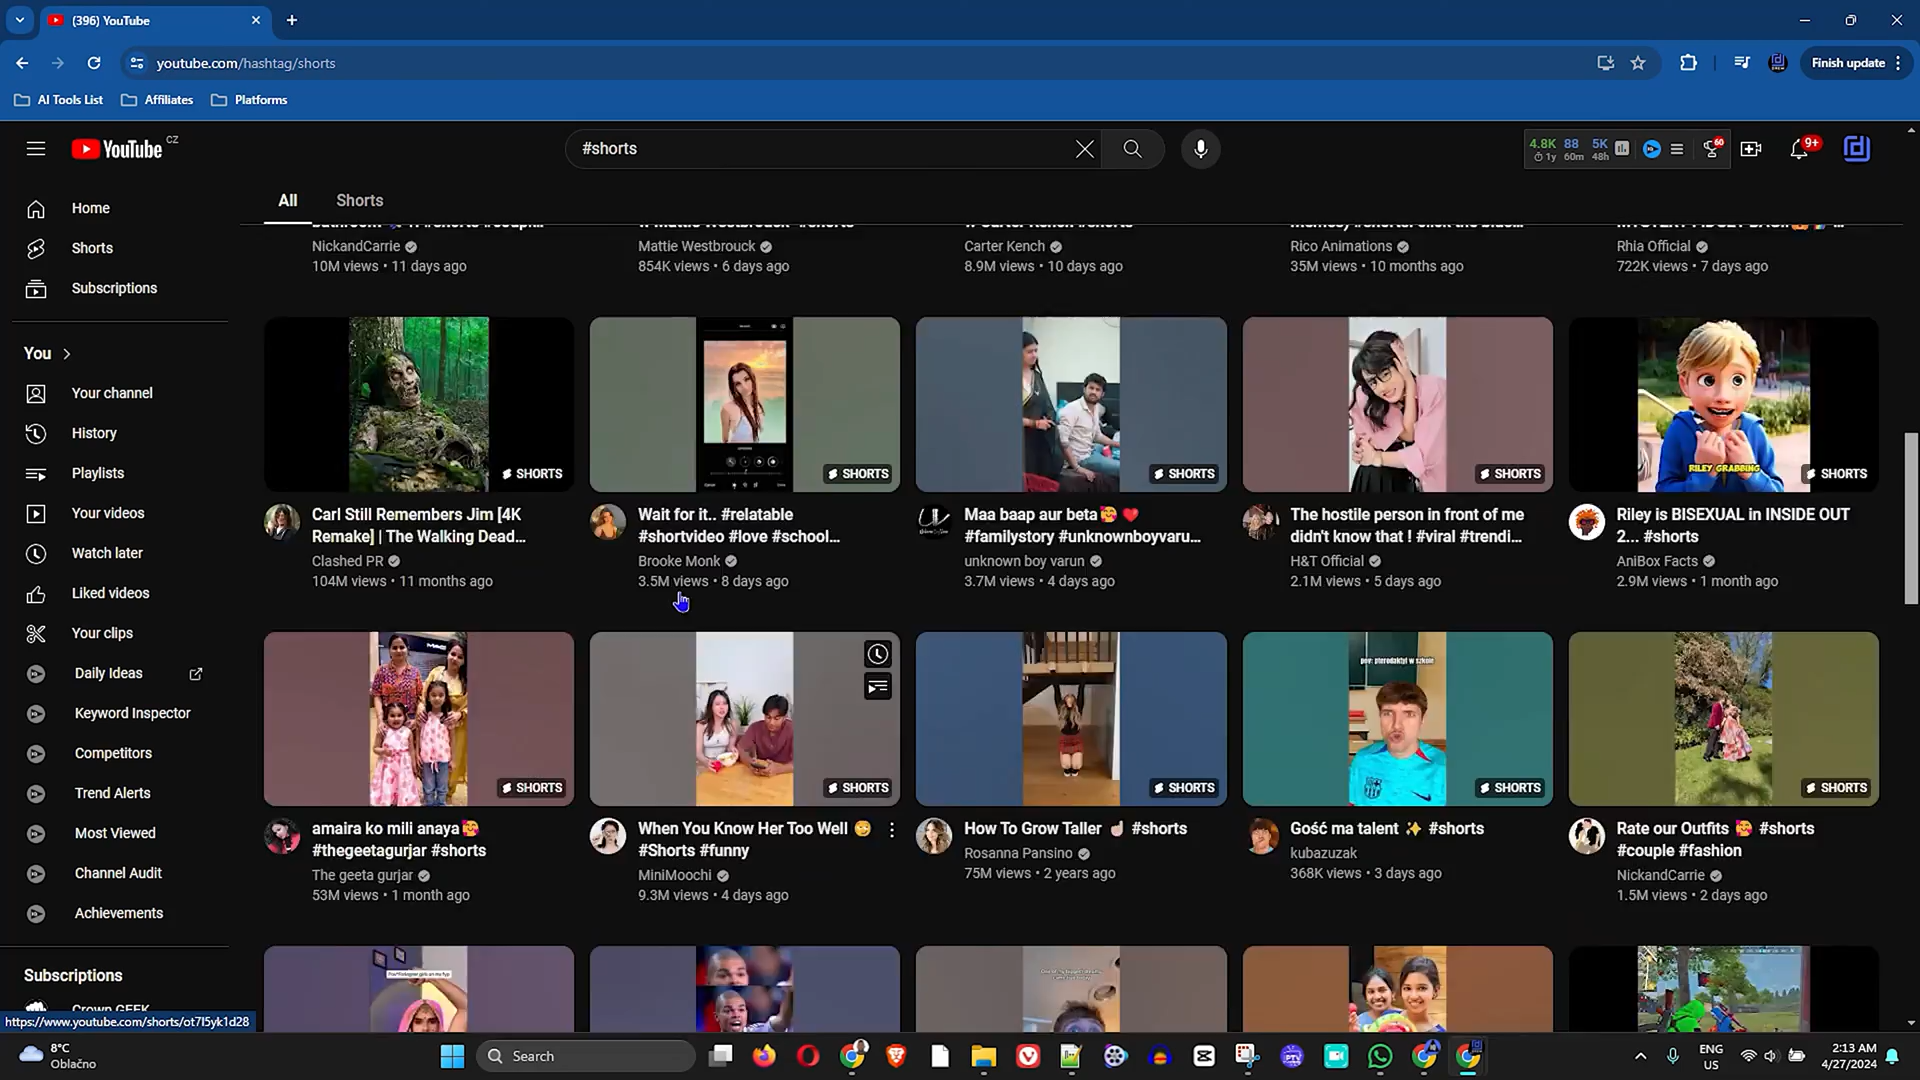 (396) YouTube
youtube.com/hashtag/shorts
Finish update
AI Tools List
Affiliates
Platforms
YouTube CZ
#shorts
4.8K 88 5K
1y 60m 48h
60
9+
Home
Shorts
Subscriptions
You
Your channel
History
Playlists
Your videos
Watch later
Liked videos
Your clips
Daily Ideas
Keyword Inspector
Competitors
Trend Alerts
Most Viewed
Channel Audit
Achievements
Subscriptions
Crown GEEK
All
Shorts
NickandCarrie
10M views • 11 days ago
Mattie Westbrouck
854K views • 6 days ago
Carter Kench
8.9M views • 10 days ago
Rico Animations
35M views • 10 months ago
Rhia Official
722K views • 7 days ago
SHORTS
SHORTS
SHORTS
SHORTS
RILEY GRABBING
SHORTS
Carl Still Remembers Jim [4K
Remake] | The Walking Dead...
Clashed PR
104M views • 11 months ago
Wait for it.. #relatable
#shortvideo #love #school...
Brooke Monk
3.5M views • 8 days ago
Maa baap aur beta🥰 ❤️
#familystory #unknownboyvaru...
unknown boy varun
3.7M views • 4 days ago
The hostile person in front of me
didn't know that ! #viral #trendi...
H&T Official
2.1M views • 5 days ago
Riley is BISEXUAL in INSIDE OUT
2... #shorts
AniBox Facts
2.9M views • 1 month ago
SHORTS
SHORTS
pov: pterodaktyl w szkole
SHORTS
SHORTS
amaira ko mili anaya🥰
#thegeetagurjar #shorts
The geeta gurjar
53M views • 1 month ago
When You Know Her Too Well
#Shorts #funny
MiniMoochi
9.3M views • 4 days ago
How To Grow Taller ☝🏻 #shorts
Rosanna Pansino
75M views • 2 years ago
Gość ma talent ✨ #shorts
kubazuzak
368K views • 3 days ago
Rate our Outfits 🥰 #shorts
#couple #fashion
NickandCarrie
1.5M views • 2 days ago
https://www.youtube.com/shorts/ot7l5yk1d28
8°C
Oblačno
Search
ENG
US
2:13 AM
4/27/2024